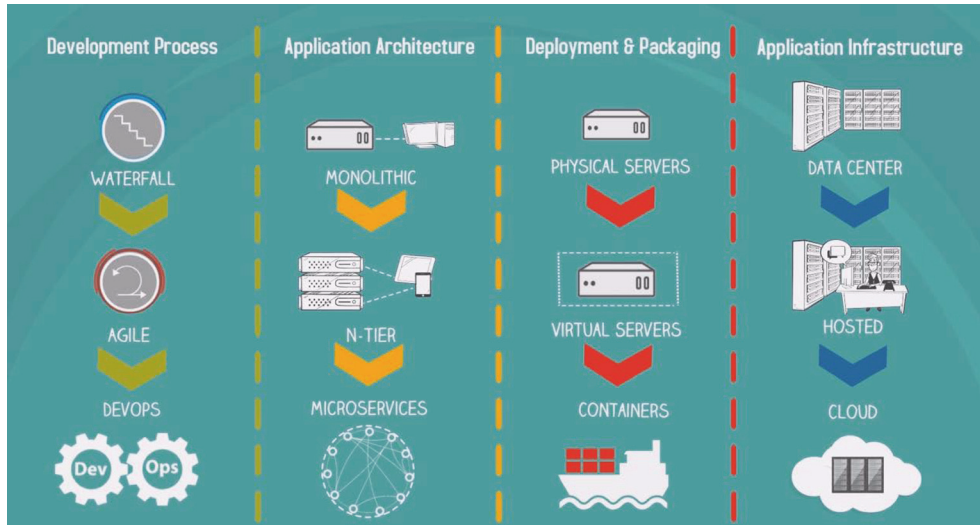 Development Process
Application Architecture
Deployment & Packaging
Application Infrastructure
WATERFALL
MONOLITHIC
PHYSICAL SERVERS
DATA CENTER
AGILE
N-TIER
VIRTUAL SERVERS
HOSTED
DEVOPS
MICROSERVICES
CONTAINERS
CLOUD
Dev
Ops